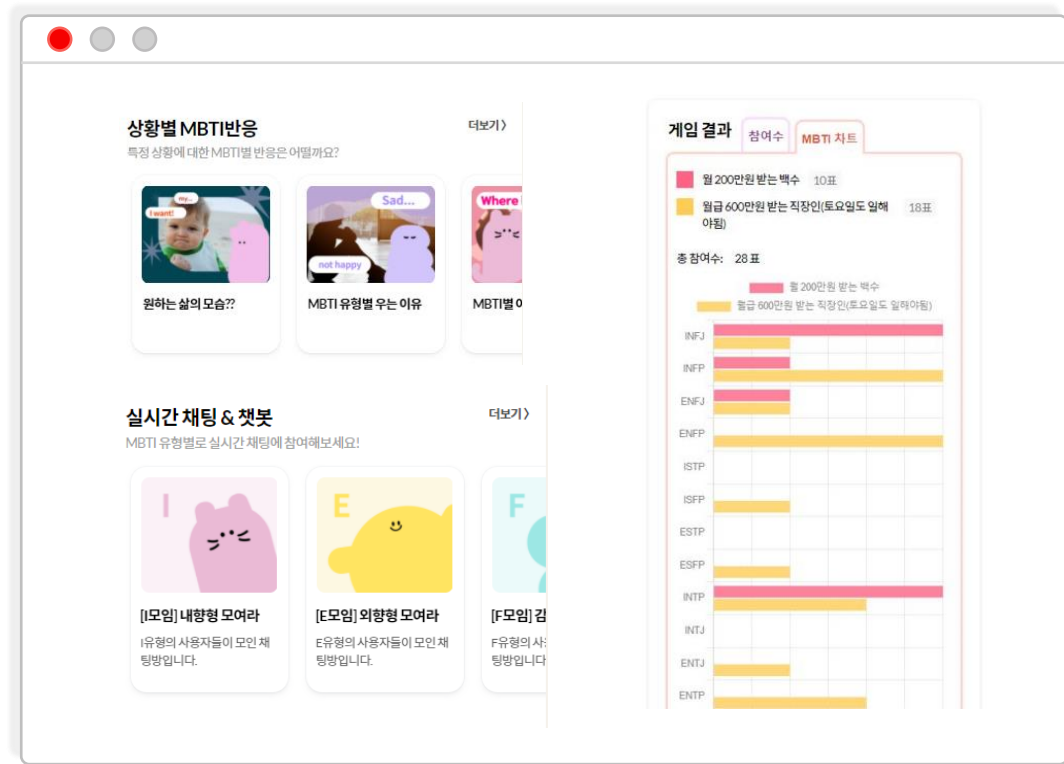 상황별 MBTI반응
더보기 〉
특정 상황에 대한 MBTI별 반응은 어떨까요?
my...
I want!
원하는 삶의 모습??
Sad...
not happy
MBTI 유형별 우는 이유
Where
MBTI별 이
실시간 채팅 & 챗봇
더보기 〉
MBTI 유형별로 실시간 채팅에 참여해보세요!
I
[I모임] 내향형 모여라
I유형의 사용자들이 모인 채
팅방입니다.
E
[E모임] 외향형 모여라
E유형의 사용자들이 모인 채
팅방입니다.
F
[F모임] 감
F유형의 사
팅방입니다
게임 결과
참여수
MBTI 차트
월 200만원 받는 백수 10표
월급 600만원 받는 직장인(토요일도 일해 18표
야됨)
총 참여수: 28 표
월 200만원 받는 백수
월급 600만원 받는 직장인(토요일도 일해야됨)
INFJ
INFP
ENFJ
ENFP
ISTP
ISFP
ESTP
ESFP
INTP
INTJ
ENTJ
ENTP